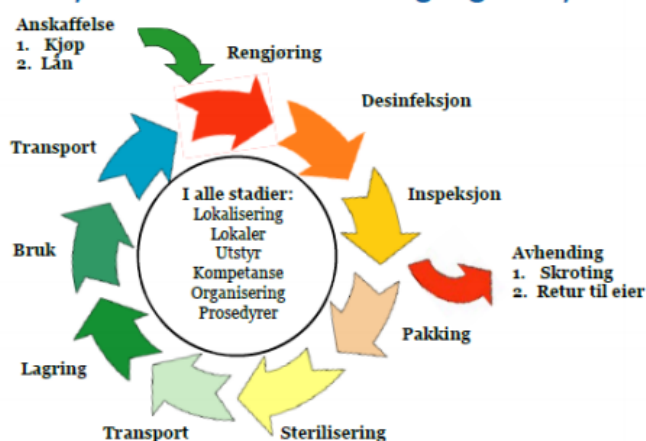 Anskaffelse
1. Kjøp
2. Lån
Rengjøring
Desinfeksjon
Inspeksjon
Avhending
1. Skroting
2. Retur til eier
Pakking
Sterilisering
Transport
Lagring
Bruk
Transport
I alle stadier:
Lokalisering
Lokaler
Utstyr
Kompetanse
Organisering
Prosedyrer